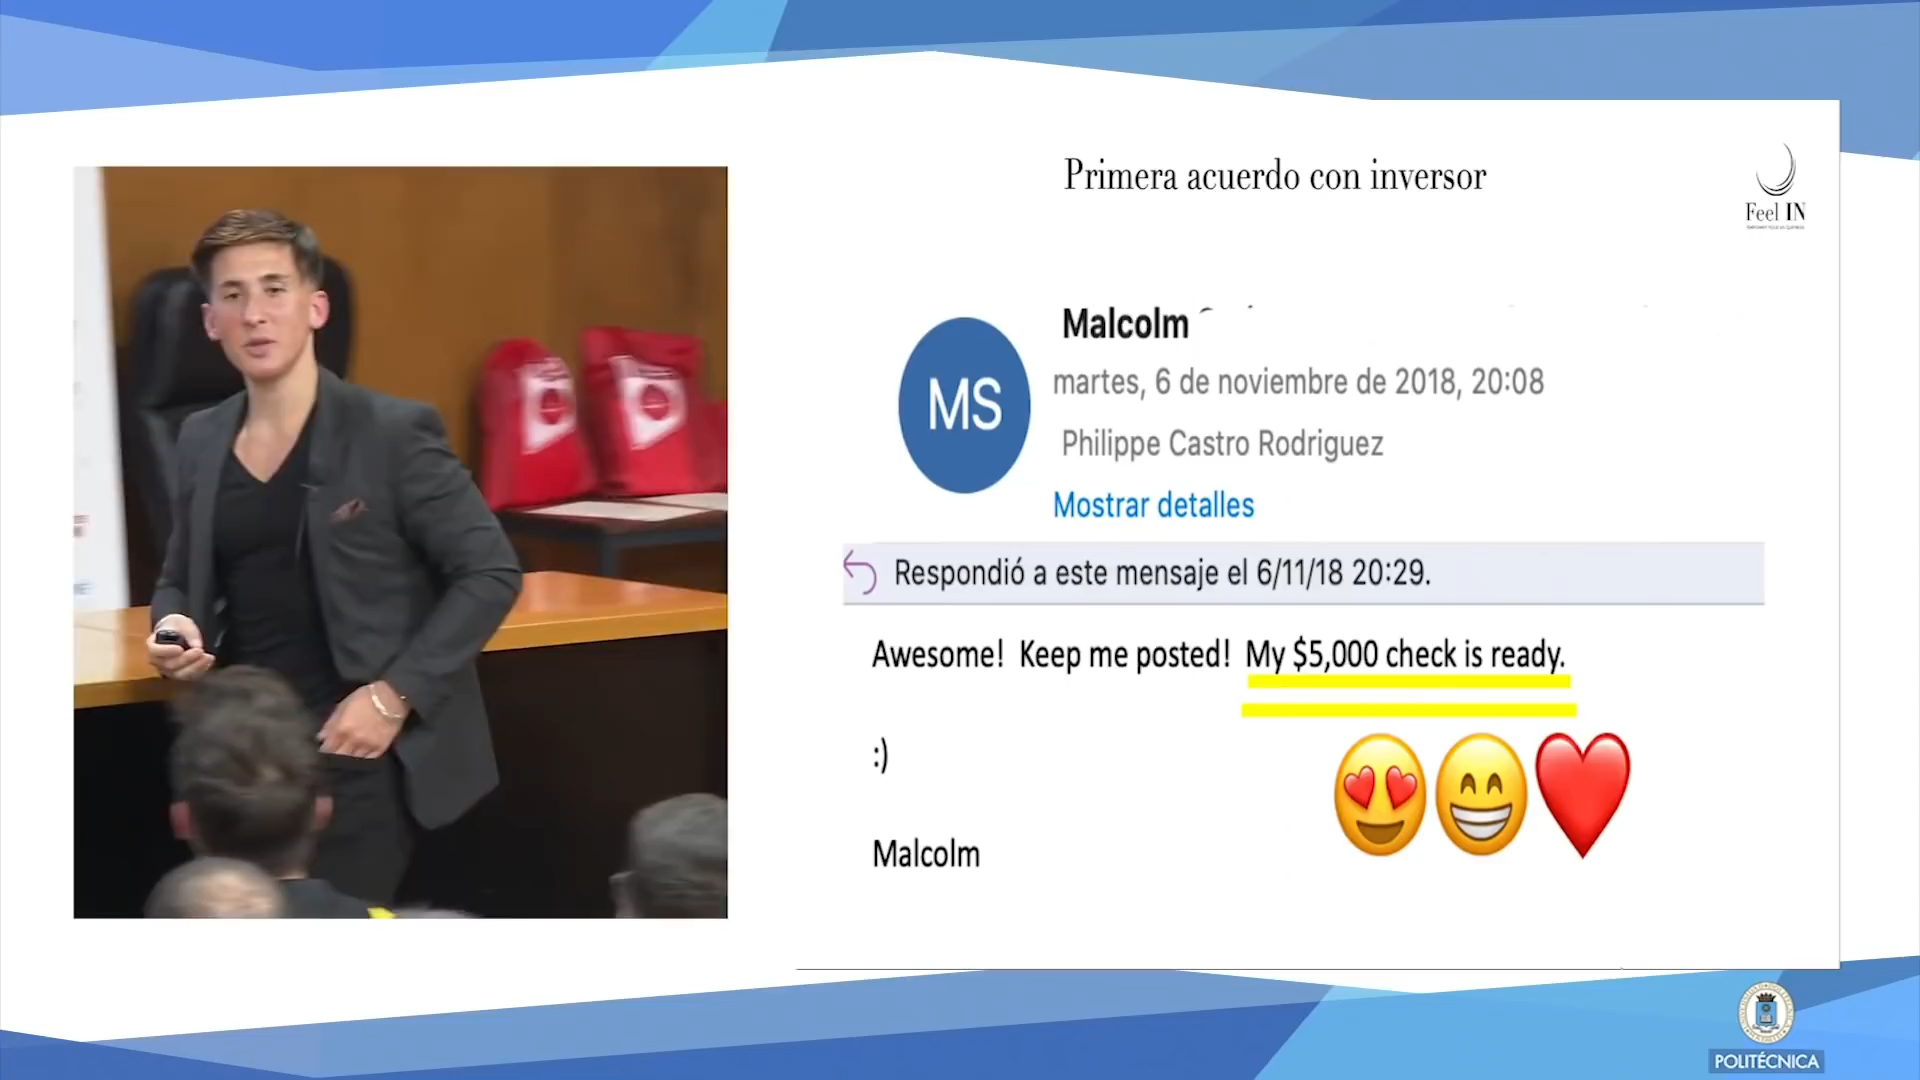 Primera acuerdo con inversor
Feel IN
Malcolm
MS
martes, 6 de noviembre de 2018, 20:08
Philippe Castro Rodriguez
Mostrar detalles
Respondió a este mensaje el 6/11/18 20:29.
Awesome! Keep me posted! My $5,000 check is ready.
:)
Malcolm
POLITÉCNICA